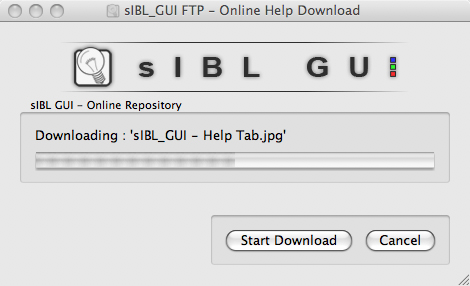 sIBL_GUI FTP - Online Help Download
sIBL GUI
sIBL GUI - Online Repository
Downloading : 'sIBL_GUI - Help Tab.jpg'
Start Download
Cancel